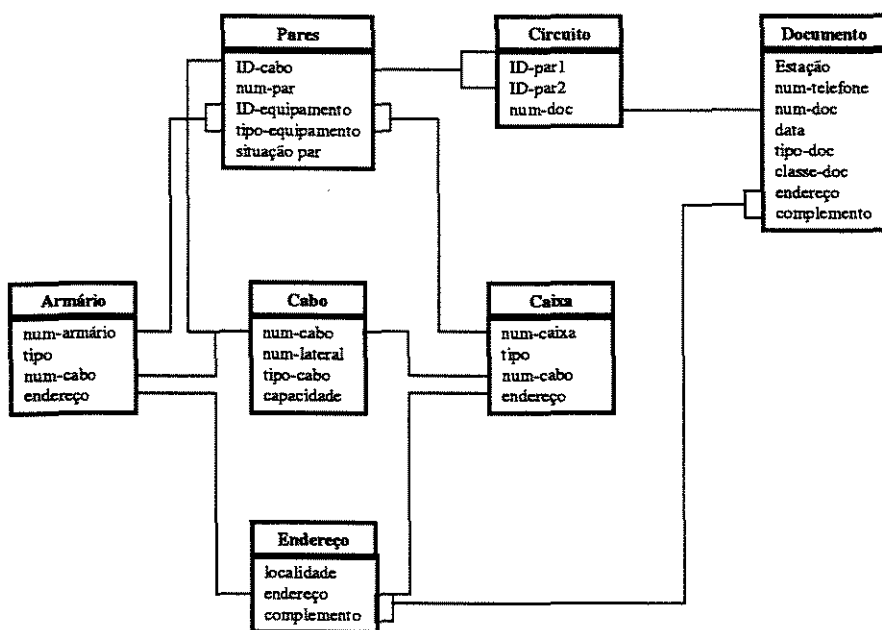 Pares
ID-cabo
num-par
ID-equipamento
tipo-equipamento
situação par
Circuito
ID-par1
ID-par2
num-doc
Documento
Estação
num-telefone
num-doc
data
tipo-doc
classe-doc
endereço
complemento
Armário
num-armário
tipo
num-cabo
endereço
Cabo
num-cabo
num-lateral
tipo-cabo
capacidade
Caixa
num-caixa
tipo
num-cabo
endereço
Endereço
localidade
endereço
complemento